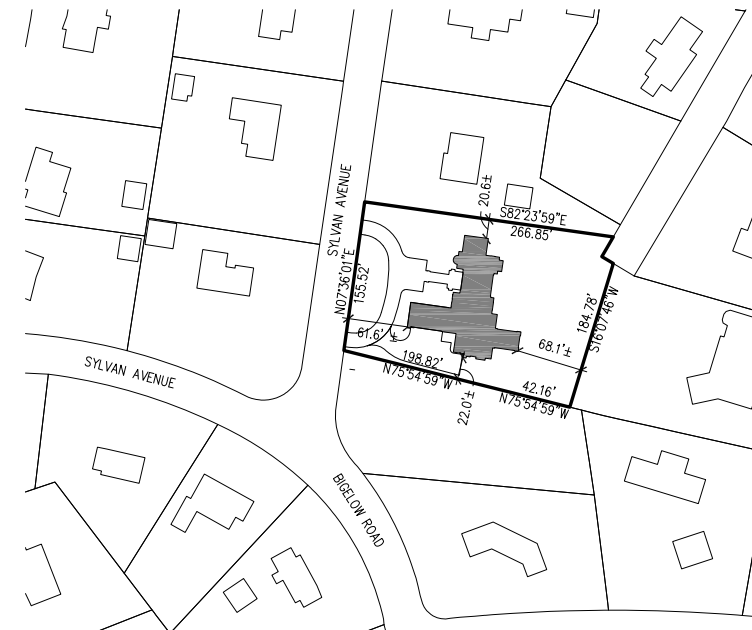 SYLVAN AVENUE
20.6±
S82°23'59"E
266.85'
N07°36'01"E
155.52'
184.78'
S16°07'46"W
61.6' ±
68.1'±
198.82'
N75°54'59"W
42.16'
N75°54'59"W
22.0'±
SYLVAN AVENUE
BIGELOW ROAD